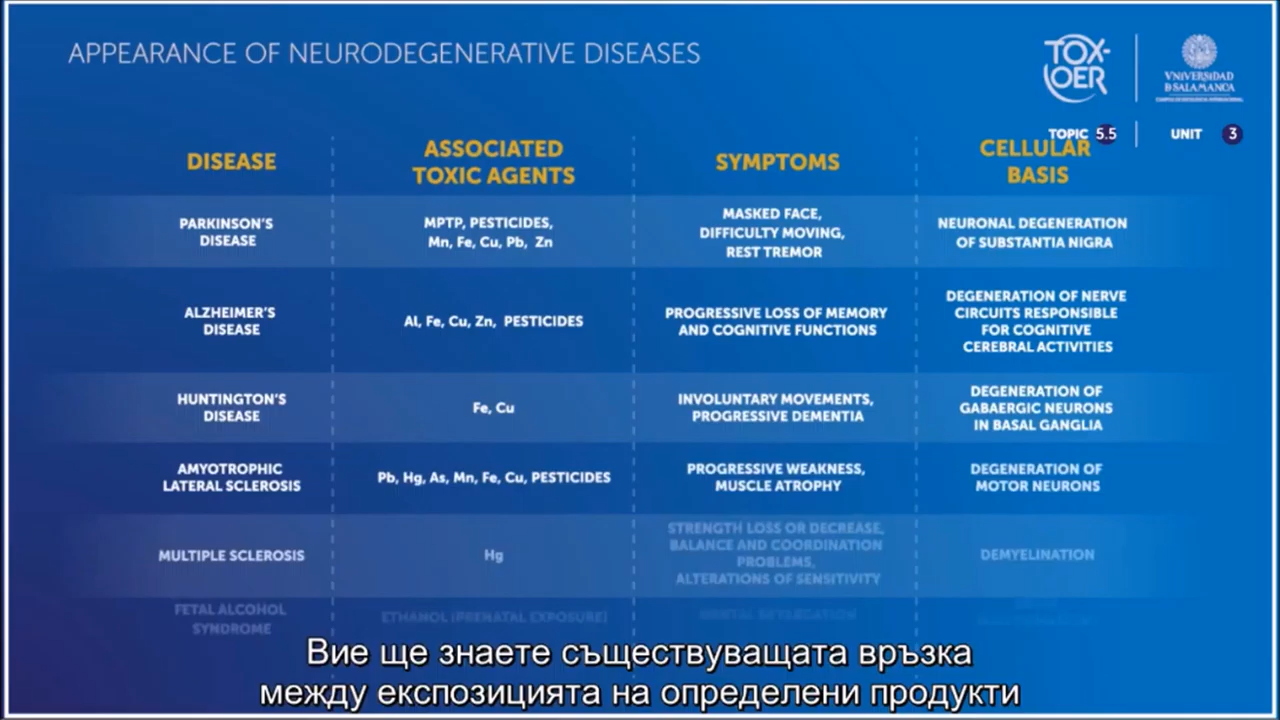 APPEARANCE OF NEURODEGENERATIVE DISEASES
TOX-
OER
VNIVERSIDAD
D SALAMANCA
TOPIC 5.5
UNIT 3
DISEASE
ASSOCIATED
TOXIC AGENTS
SYMPTOMS
CELLULAR
BASIS
PARKINSON'S
DISEASE
MPTP, PESTICIDES,
Mn, Fe, Cu, Pb, Zn
MASKED FACE,
DIFFICULTY MOVING,
REST TREMOR
NEURONAL DEGENERATION
OF SUBSTANTIA NIGRA
ALZHEIMER'S
DISEASE
Al, Fe, Cu, Zn, PESTICIDES
PROGRESSIVE LOSS OF MEMORY
AND COGNITIVE FUNCTIONS
DEGENERATION OF NERVE
CIRCUITS RESPONSIBLE
FOR COGNITIVE
CEREBRAL ACTIVITIES
HUNTINGTON'S
DISEASE
Fe, Cu
INVOLUNTARY MOVEMENTS,
PROGRESSIVE DEMENTIA
DEGENERATION OF
GABAERGIC NEURONS
IN BASAL GANGLIA
AMYOTROPHIC
LATERAL SCLEROSIS
Pb, Hg, As, Mn, Fe, Cu, PESTICIDES
PROGRESSIVE WEAKNESS,
MUSCLE ATROPHY
DEGENERATION OF
MOTOR NEURONS
MULTIPLE SCLEROSIS
Hg
STRENGTH LOSS OR DECREASE,
BALANCE AND COORDINATION
PROBLEMS,
ALTERATIONS OF SENSITIVITY
DEMYELINATION
FETAL ALCOHOL
SYNDROME
ETHANOL (PRENATAL EXPOSURE)
MENTAL RETARDATION
Вие ще знаете съществуващата връзка
между експозицията на определени продукти